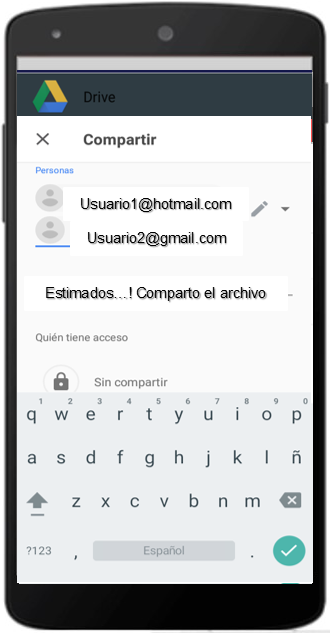 Drive
Compartir
Personas
Usuario1@hotmail.com
Usuario2@gmail.com
Estimados...! Comparto el archivo
Quién tiene acceso
Sin compartir
1 2 3 4 5 6 7 8 9 0
q w e r t y u i o p
a s d f g h j k l ñ
z x c v b n m
?123 , Español .